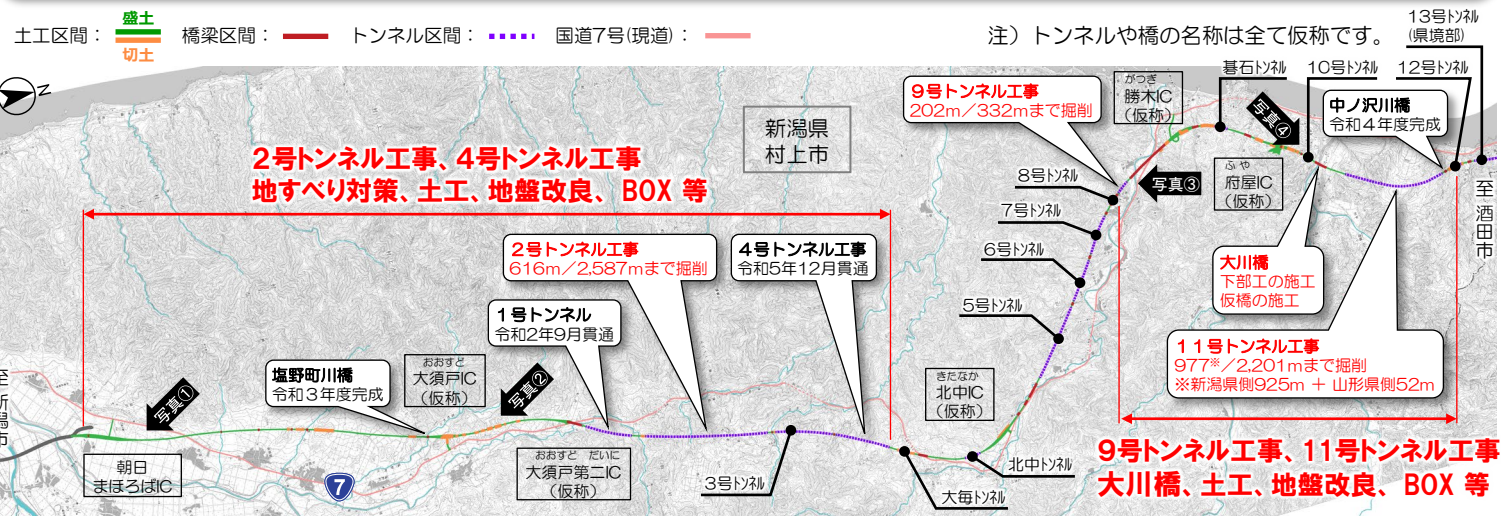 土工区間：
盛土
切土
橋梁区間：
トンネル区間：
国道7号(現道)：
注）トンネルや橋の名称は全て仮称です。
13号トンネル
(県境部)
N
新潟県
村上市
9号トンネル工事
202m／332mまで掘削
がつぎ
勝木IC
(仮称)
碁石トンネル
10号トンネル
12号トンネル
写真④
中ノ沢川橋
令和4年度完成
2号トンネル工事、4号トンネル工事
地すべり対策、土工、地盤改良、BOX 等
8号トンネル
写真③
ふや
府屋IC
(仮称)
至 酒田市
7号トンネル
6号トンネル
5号トンネル
2号トンネル工事
616m／2,587mまで掘削
4号トンネル工事
令和5年12月貫通
大川橋
下部工の施工
仮橋の施工
1号トンネル
令和2年9月貫通
11号トンネル工事
977※／2,201mまで掘削
※新潟県側925m ＋ 山形県側52m
塩野町川橋
令和3年度完成
おおすど
大須戸IC
(仮称)
写真②
きたなか
北中IC
(仮称)
至 新潟市
写真①
朝日
まほろばIC
7
おおすど だいに
大須戸第二IC
(仮称)
3号トンネル
大毎トンネル
北中トンネル
9号トンネル工事、11号トンネル工事
大川橋、土工、地盤改良、BOX 等